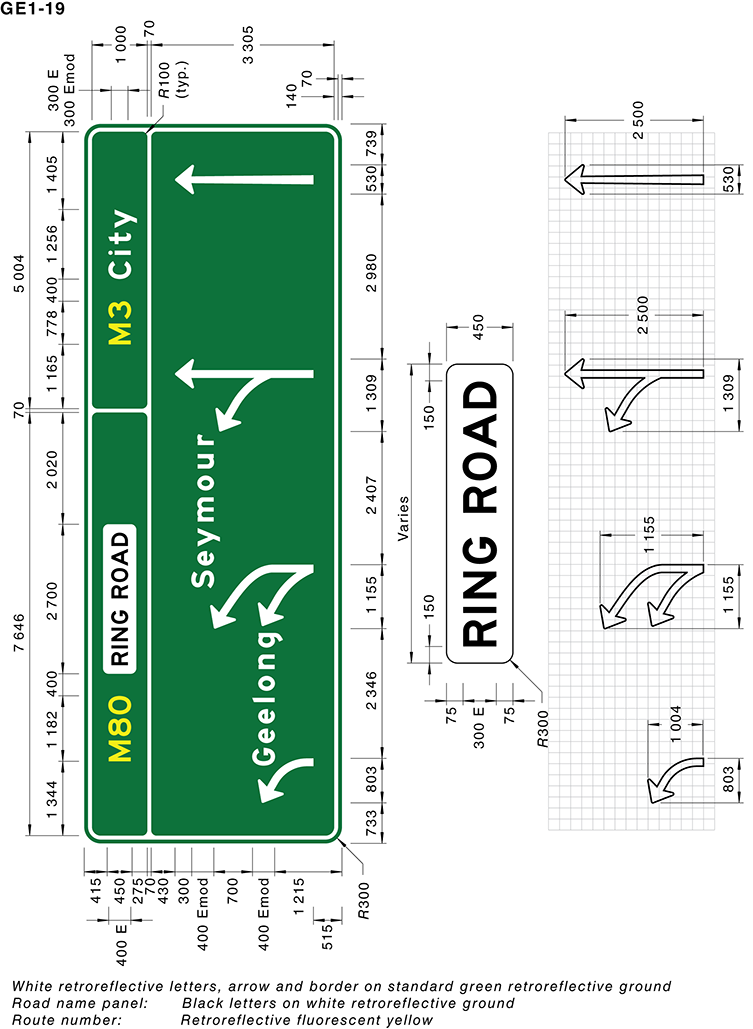 GE1-19
1 000
70
3 305
300 E
300 Emod
R100
(typ.)
70
140
5 004
70
7 646
1 405
1 256
400
778
1 165
2 020
2 700
400
1 182
1 344
M3 City
M80 RING ROAD
Seymour
Geelong
739
530
2 980
1 309
2 407
1 155
2 346
803
733
415
450
275
70
430
300
400 Emod
700
400 Emod
1 215
400 E
515
R300
450
150
Varies
150
RING ROAD
75
300 E
75
R300
2 500
530
2 500
1 309
1 155
1 155
1 004
803
White retroreflective letters, arrow and border on standard green retroreflective ground
Road name panel: Black letters on white retroreflective ground
Route number: Retroreflective fluorescent yellow